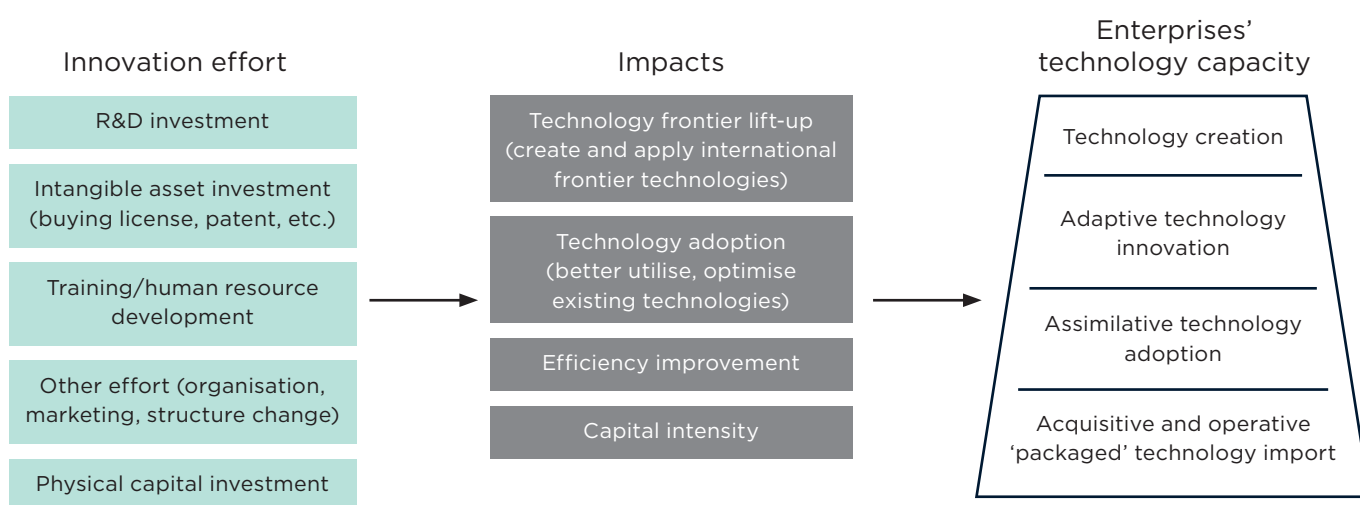 Innovation effort
R&D investment
Intangible asset investment
(buying license, patent, etc.)
Training/human resource
development
Other effort (organisation,
marketing, structure change)
Physical capital investment
Impacts
Technology frontier lift-up
(create and apply international
frontier technologies)
Technology adoption
(better utilise, optimise
existing technologies)
Efficiency improvement
Capital intensity
Enterprises’
technology capacity
Technology creation
Adaptive technology
innovation
Assimilative technology
adoption
Acquisitive and operative
‘packaged’ technology import